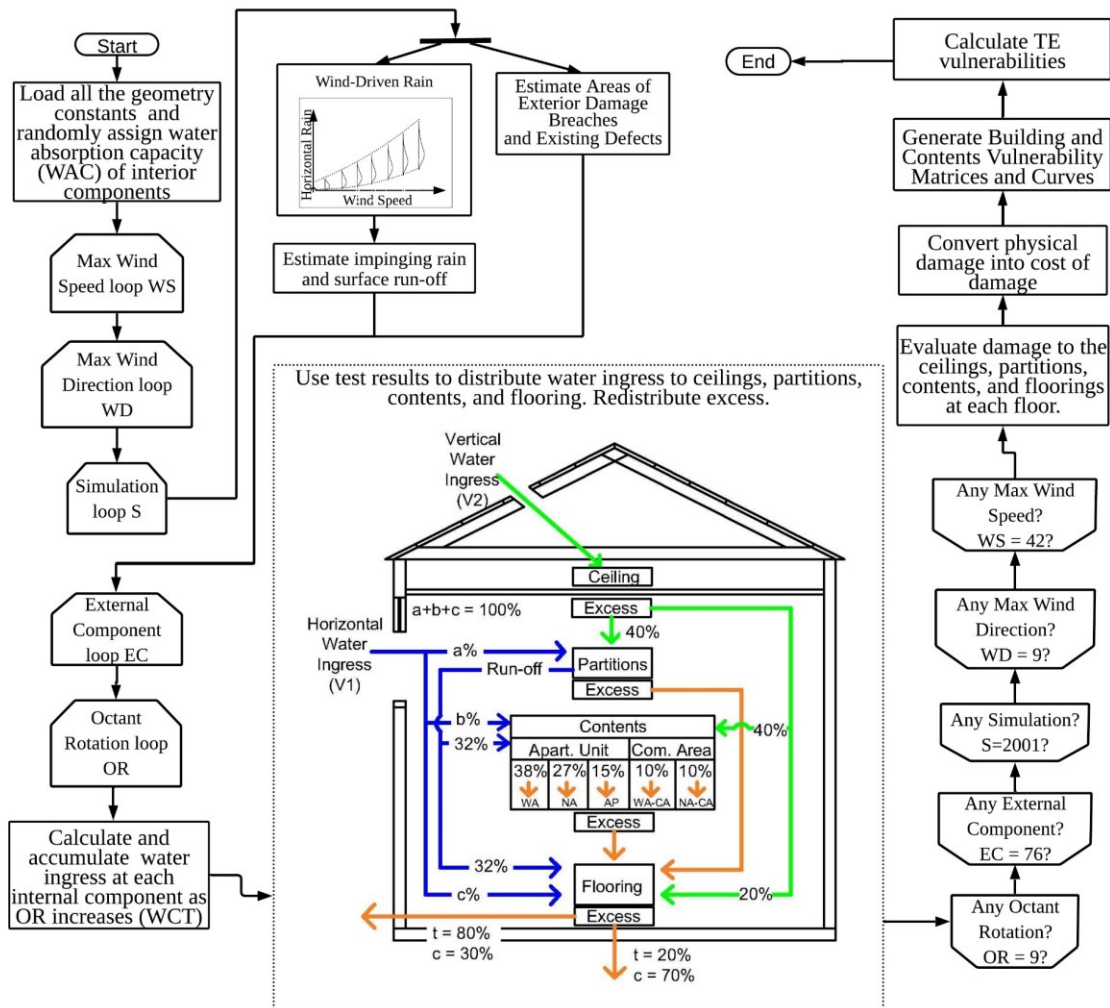 Start
Load all the geometry
constants and
randomly assign water
absorption capacity
(WAC) of interior
components
Max Wind
Speed loop WS
Max Wind
Direction loop
WD
Simulation
loop S
Wind-Driven Rain
Horizontal Rain
Wind Speed
Estimate impinging rain
and surface run-off
Estimate Areas of
Exterior Damage
Breaches
and Existing Defects
External
Component
loop EC
Octant
Rotation loop
OR
Calculate and
accumulate water
ingress at each
internal component as
OR increases (WCT)
Use test results to distribute water ingress to ceilings, partitions,
contents, and flooring. Redistribute excess.
Vertical
Water
Ingress
(V2)
Ceiling
a+b+c = 100%
Excess
40%
Horizontal
Water
Ingress
(V1)
a%
Run-off
Partitions
Excess
b%
32%
40%
Contents
Apart. Unit
Com. Area
38%
27%
15%
10%
10%
WA
NA
AP
WA-CA
NA-CA
Excess
32%
c%
Flooring
20%
Excess
t = 80%
c = 30%
t = 20%
c = 70%
Any Octant
Rotation?
OR = 9?
Any External
Component?
EC = 76?
Any Simulation?
S=2001?
Any Max Wind
Direction?
WD = 9?
Any Max Wind
Speed?
WS = 42?
Evaluate damage to the
ceilings, partitions,
contents, and floorings
at each floor.
Convert physical
damage into cost of
damage
Generate Building and
Contents Vulnerability
Matrices and Curves
Calculate TE
vulnerabilities
End